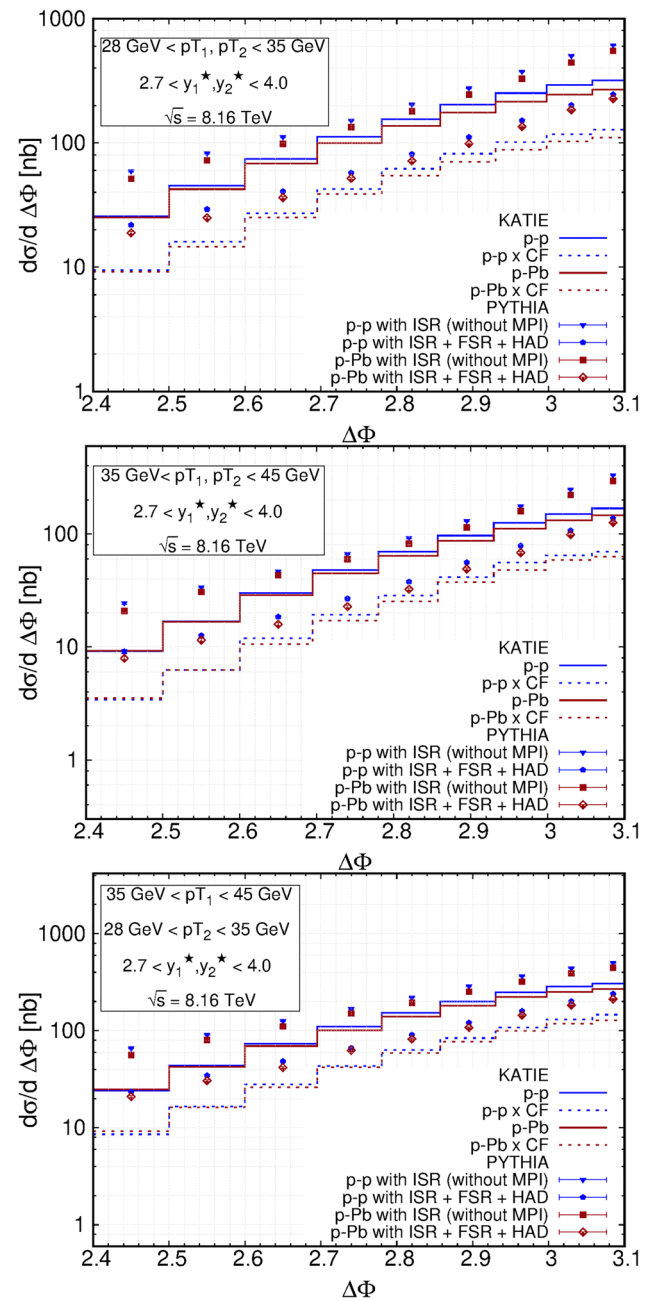 1000
100
10
1
dσ/d ΔΦ [nb]
28 GeV < pT1, pT2 < 35 GeV
2.7 < y1★,y2★ < 4.0
√s = 8.16 TeV
KATIE
p-p
p-p x CF
p-Pb
p-Pb x CF
PYTHIA
p-p with ISR (without MPI)
p-p with ISR + FSR + HAD
p-Pb with ISR (without MPI)
p-Pb with ISR + FSR + HAD
2.4 2.5 2.6 2.7 2.8 2.9 3 3.1
ΔΦ
100
10
1
dσ/d ΔΦ [nb]
35 GeV< pT1, pT2 < 45 GeV
2.7 < y1★,y2★ < 4.0
√s = 8.16 TeV
KATIE
p-p
p-p x CF
p-Pb
p-Pb x CF
PYTHIA
p-p with ISR (without MPI)
p-p with ISR + FSR + HAD
p-Pb with ISR (without MPI)
p-Pb with ISR + FSR + HAD
2.4 2.5 2.6 2.7 2.8 2.9 3 3.1
ΔΦ
1000
100
10
1
dσ/d ΔΦ [nb]
35 GeV < pT1 < 45 GeV
28 GeV < pT2 < 35 GeV
2.7 < y1★,y2★ < 4.0
√s = 8.16 TeV
KATIE
p-p
p-p x CF
p-Pb
p-Pb x CF
PYTHIA
p-p with ISR (without MPI)
p-p with ISR + FSR + HAD
p-Pb with ISR (without MPI)
p-Pb with ISR + FSR + HAD
2.4 2.5 2.6 2.7 2.8 2.9 3 3.1
ΔΦ